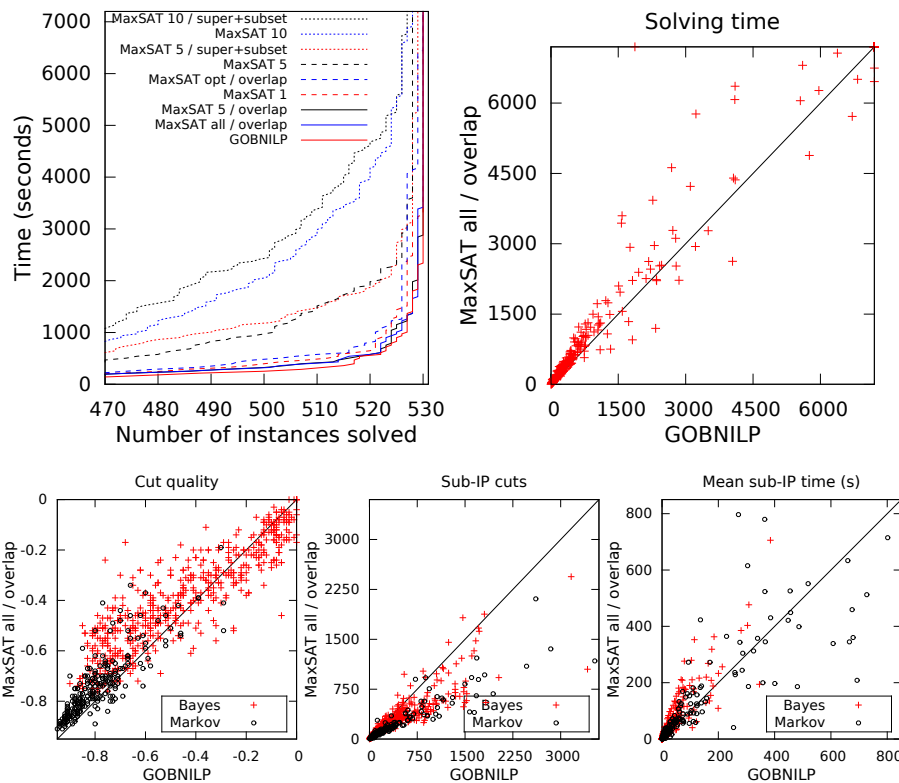 MaxSAT 10 / super+subset
MaxSAT 10
MaxSAT 5 / super+subset
MaxSAT 5
MaxSAT opt / overlap
MaxSAT 1
MaxSAT 5 / overlap
MaxSAT all / overlap
GOBNILP
7000
6000
5000
4000
3000
2000
1000
0
470 480 490 500 510 520 530
Time (seconds)
Number of instances solved
Solving time
6000
4500
3000
1500
0
0 1500 3000 4500 6000
MaxSAT all / overlap
GOBNILP
Cut quality
0
-0.2
-0.4
-0.6
-0.8
-0.8 -0.6 -0.4 -0.2 0
MaxSAT all / overlap
GOBNILP
Bayes
Markov
Sub-IP cuts
3000
2250
1500
750
0
0 750 1500 2250 3000
MaxSAT all / overlap
GOBNILP
Bayes
Markov
Mean sub-IP time (s)
800
600
400
200
0
0 200 400 600 800
MaxSAT all / overlap
GOBNILP
Bayes
Markov